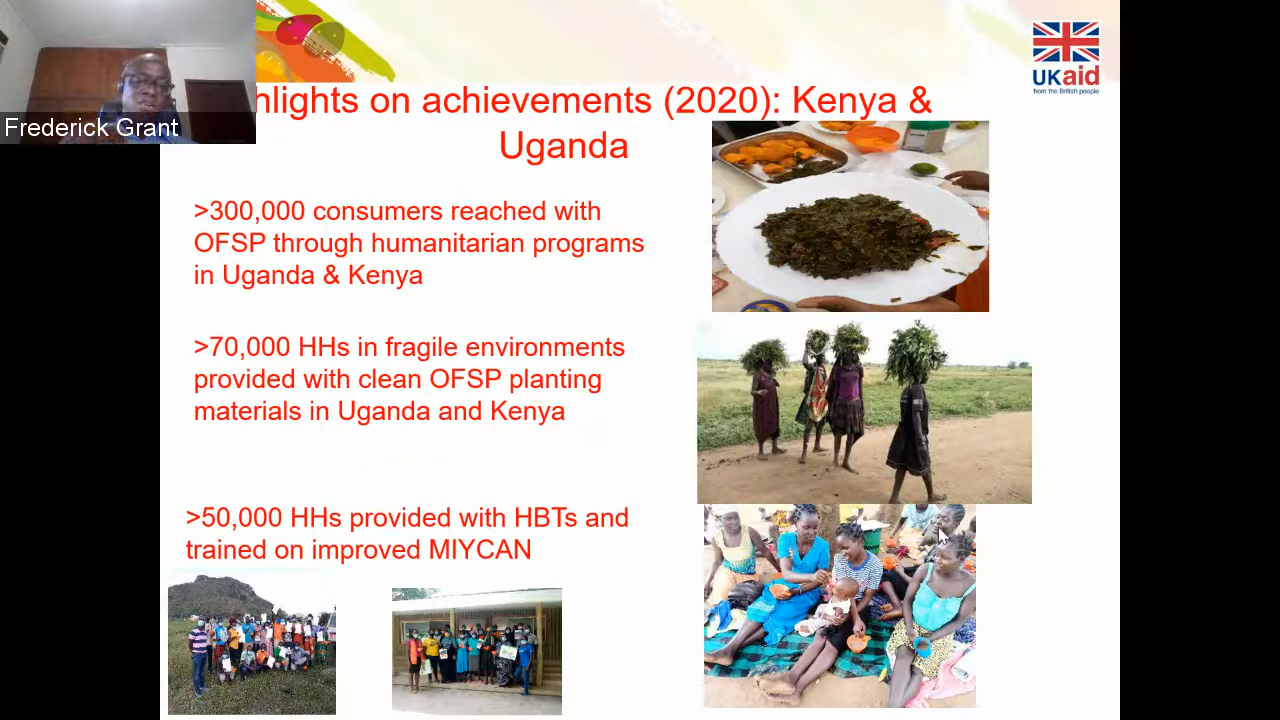 Frederick Grant
UKaid
from the British people
hlights on achievements (2020): Kenya &
Uganda
>300,000 consumers reached with
OFSP through humanitarian programs
in Uganda & Kenya
>70,000 HHs in fragile environments
provided with clean OFSP planting
materials in Uganda and Kenya
>50,000 HHs provided with HBTs and
trained on improved MIYCAN